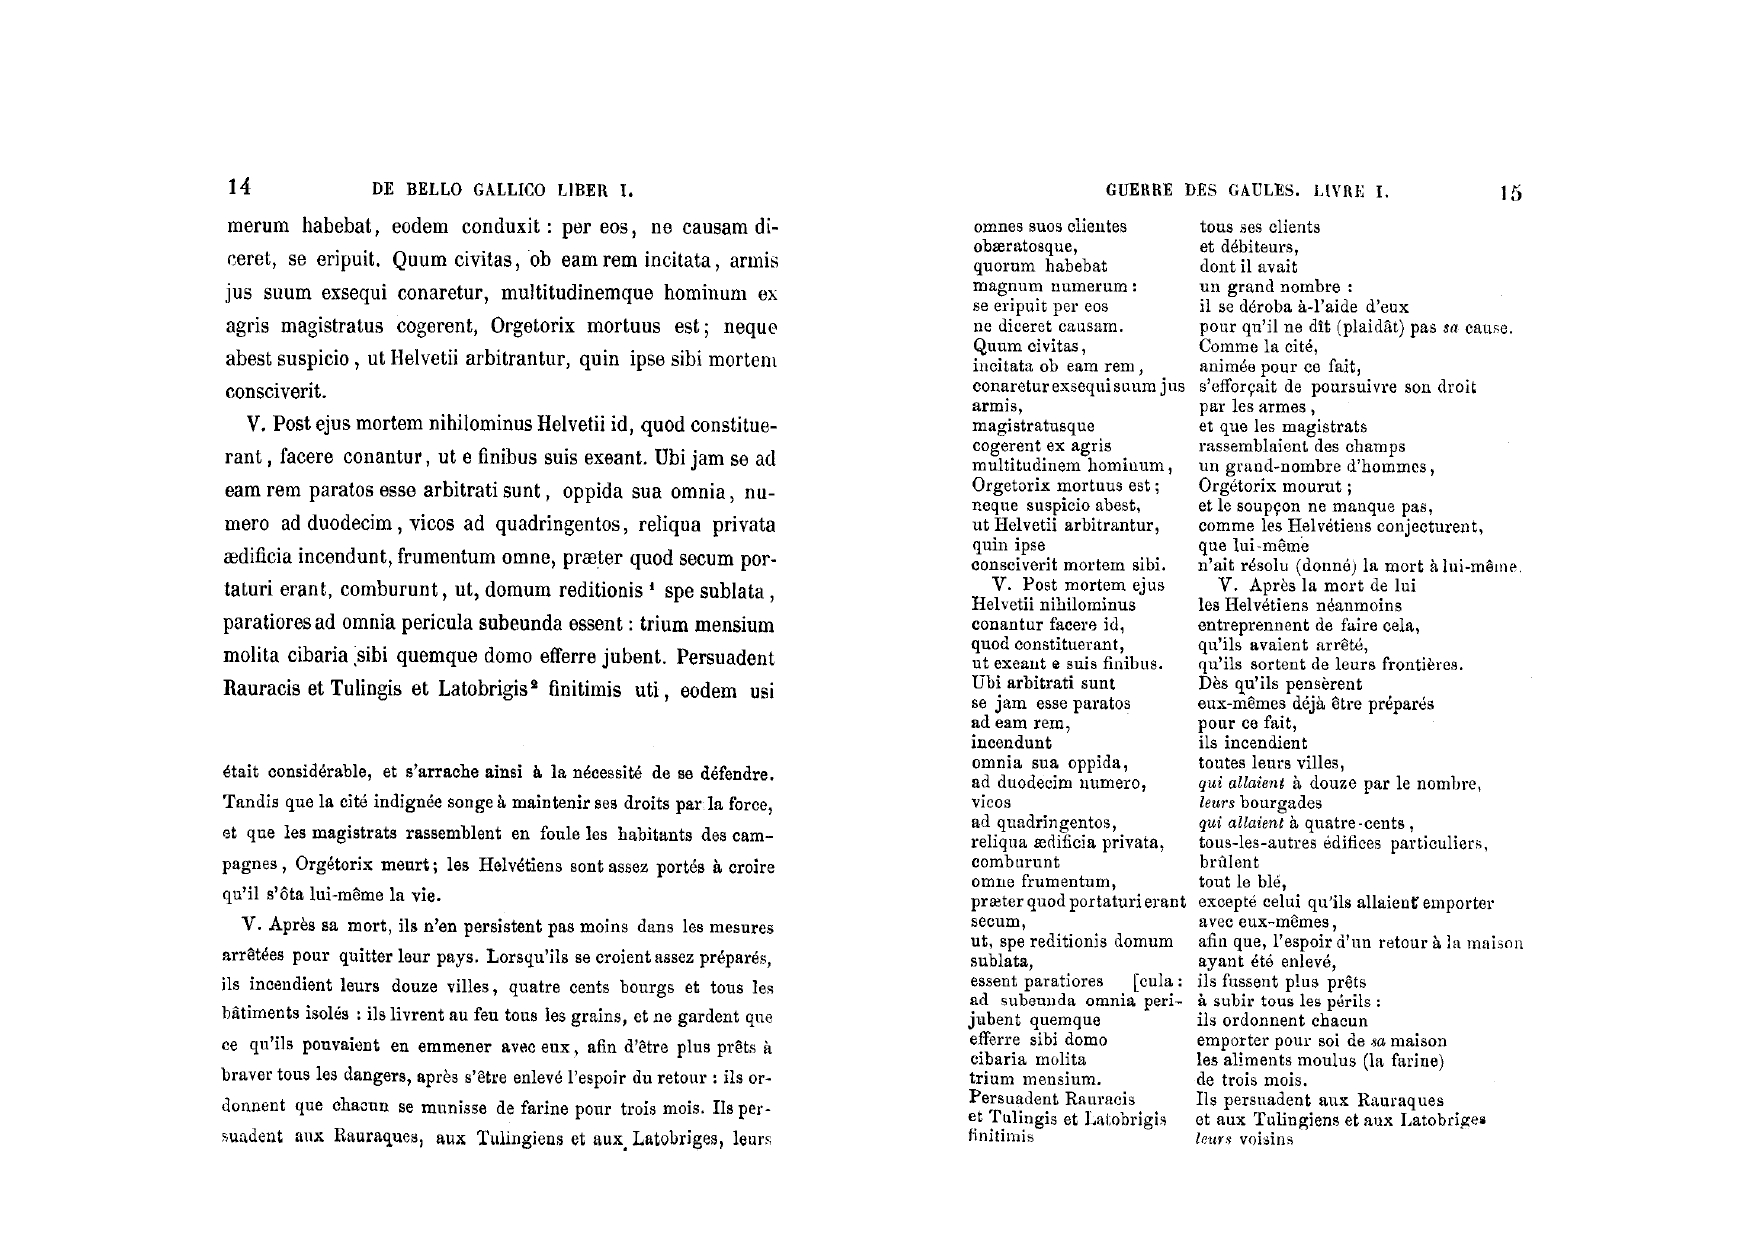 14 DE BELLO GALLICO LIBER I.
merum habebat, eodem conduxit : per eos, ne causam di-
ceret, se eripuit. Quum civitas, ob eam rem incitata, armis
jus suum exsequi conaretur, multitudinemque hominum ex
agris magistratus cogerent, Orgetorix mortuus est ; neque
abest suspicio, ut Helvetii arbitrantur, quin ipse sibi mortem
consciverit.
V. Post ejus mortem nihilominus Helvetii id, quod constitue-
rant, facere conantur, ut e finibus suis exeant. Ubi jam se ad
eam rem paratos esse arbitrati sunt, oppida sua omnia, nu-
mero ad duodecim, vicos ad quadringentos, reliqua privata
ædificia incendunt, frumentum omne, præter quod secum por-
taturi erant, comburunt, ut, domum reditionis ¹ spe sublata,
paratiores ad omnia pericula subeunda essent : trium mensium
molita cibaria sibi quemque domo efferre jubent. Persuadent
Rauracis et Tulingis et Latobrigis² finitimis uti, eodem usi
était considérable, et s'arrache ainsi à la nécessité de se défendre.
Tandis que la cité indignée songe à maintenir ses droits par la force,
et que les magistrats rassemblent en foule les habitants des cam-
pagnes, Orgétorix meurt ; les Helvétiens sont assez portés à croire
qu'il s'ôta lui-même la vie.
V. Après sa mort, ils n'en persistent pas moins dans les mesures
arrêtées pour quitter leur pays. Lorsqu'ils se croient assez préparés,
ils incendient leurs douze villes, quatre cents bourgs et tous les
bâtiments isolés : ils livrent au feu tous les grains, et ne gardent que
ce qu'ils pouvaient en emmener avec eux, afin d'être plus prêts à
braver tous les dangers, après s'être enlevé l'espoir du retour : ils or-
donnent que chacun se munisse de farine pour trois mois. Ils per-
suadent aux Rauraques, aux Tulingiens et aux Latobriges, leurs
GUERRE DES GAULES. LIVRE I. 15
omnes suos clientes
obæratosque,
quorum habebat
magnum numerum :
se eripuit per eos
ne diceret causam.
Quum civitas,
incitata ob eam rem,
conaretur exsequi suum jus
armis,
magistratusque
cogerent ex agris
multitudinem hominum,
Orgetorix mortuus est ;
neque suspicio abest,
ut Helvetii arbitrantur,
quin ipse
consciverit mortem sibi.
V. Post mortem ejus
Helvetii nihilominus
conantur facere id,
quod constituerant,
ut exeant e suis finibus.
Ubi arbitrati sunt
se jam esse paratos
ad eam rem,
incendunt
omnia sua oppida,
ad duodecim numero,
vicos
ad quadringentos,
reliqua ædificia privata,
comburunt
omne frumentum,
præter quod portaturi erant
secum,
ut, spe reditionis domum
sublata,
essent paratiores [cula :
ad subeunda omnia peri-
jubent quemque
efferre sibi domo
cibaria molita
trium mensium.
Persuadent Rauracis
et Tulingis et Latobrigis
finitimis
tous ses clients
et débiteurs,
dont il avait
un grand nombre :
il se déroba à-l'aide d'eux
pour qu'il ne dît (plaidât) pas sa cause.
Comme la cité,
animée pour ce fait,
s'efforçait de poursuivre son droit
par les armes,
et que les magistrats
rassemblaient des champs
un grand-nombre d'hommes,
Orgétorix mourut ;
et le soupçon ne manque pas,
comme les Helvétiens conjecturent,
que lui-même
n'ait résolu (donné) la mort à lui-même.
V. Après la mort de lui
les Helvétiens néanmoins
entreprennent de faire cela,
qu'ils avaient arrêté,
qu'ils sortent de leurs frontières.
Dès qu'ils pensèrent
eux-mêmes déjà être préparés
pour ce fait,
ils incendient
toutes leurs villes,
qui allaient à douze par le nombre,
leurs bourgades
qui allaient à quatre-cents,
tous-les-autres édifices particuliers,
brûlent
tout le blé,
excepté celui qu'ils allaient emporter
avec eux-mêmes,
afin que, l'espoir d'un retour à la maison
ayant été enlevé,
ils fussent plus prêts
à subir tous les périls :
ils ordonnent chacun
emporter pour soi de sa maison
les aliments moulus (la farine)
de trois mois.
Ils persuadent aux Rauraques
et aux Tulingiens et aux Latobriges
leurs voisins